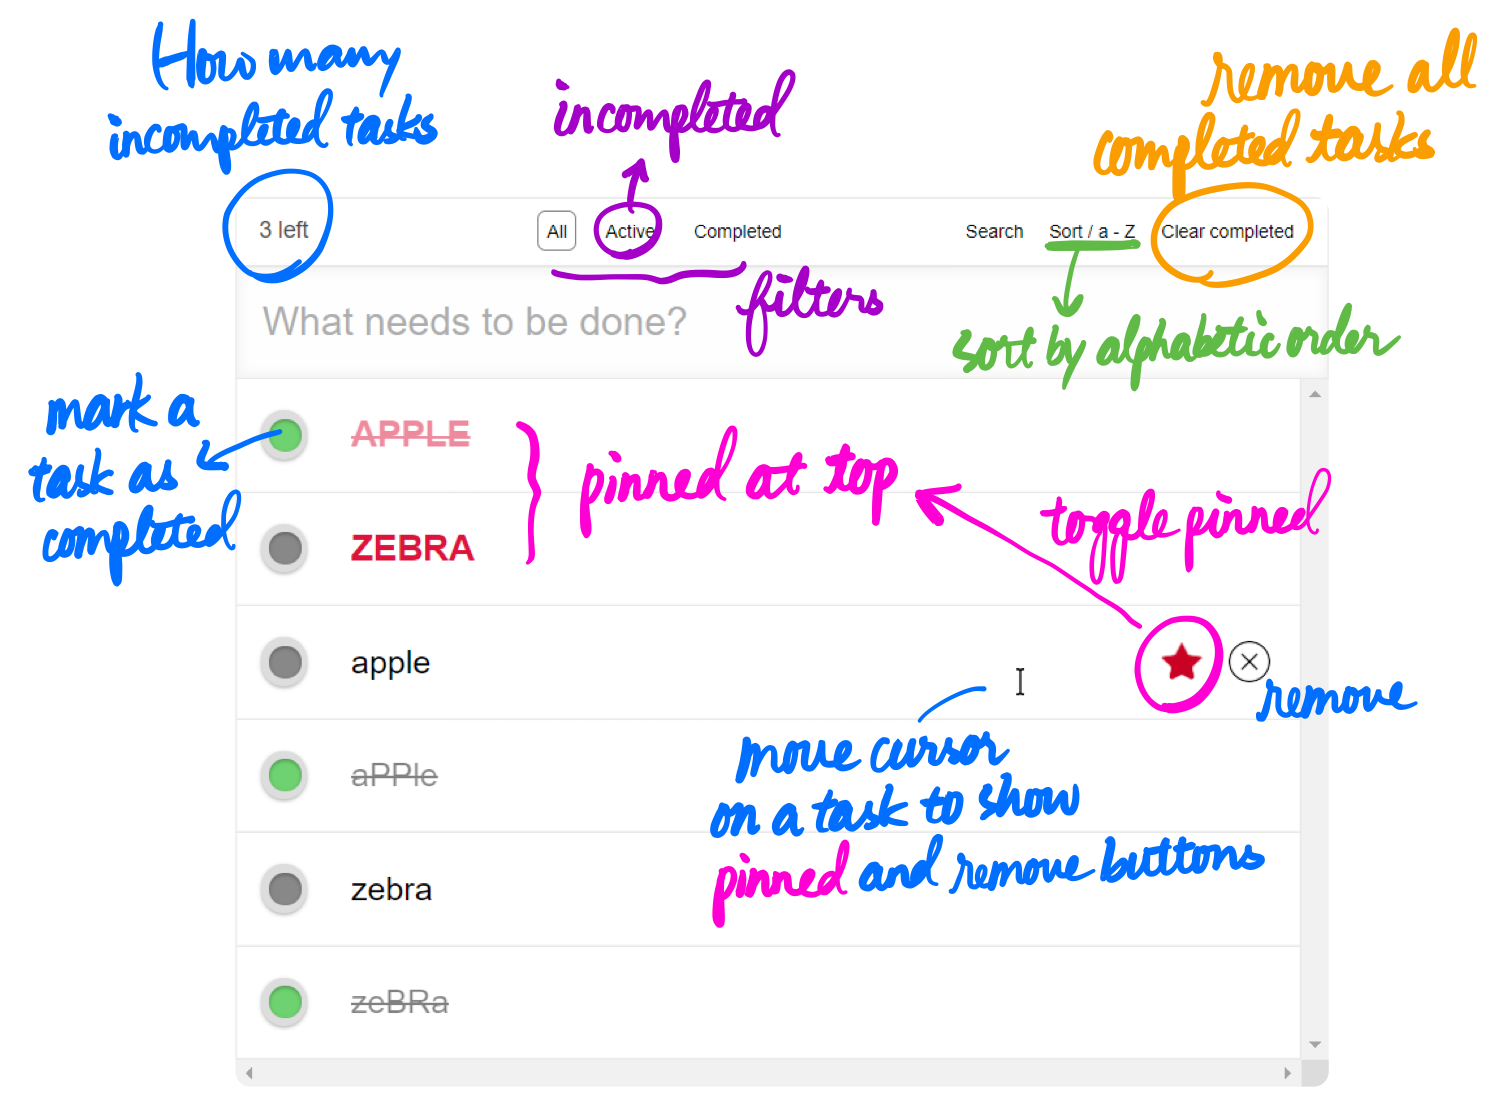 How many
incompleted tasks
incompleted
remove all
completed tasks
3 left
All
Active
Completed
Search
Sort / a - Z
Clear completed
filters
What needs to be done?
sort by alphabetic order
mark a
task as
completed
APPLE
pinned at top
toggle pinned
ZEBRA
apple
remove
move cursor
on a task to show
pinned and remove buttons
aPPle
zebra
zeBRa